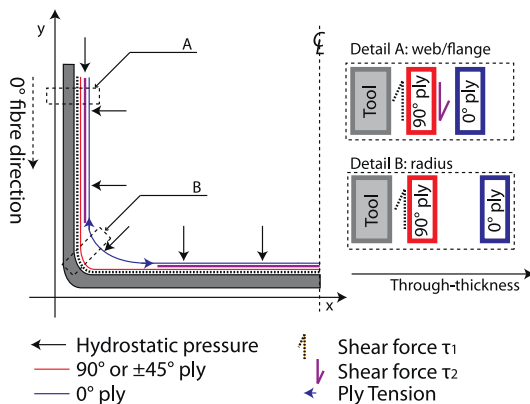 y
A
℄
0° fibre
direction
B
x
Detail A: web/flange
Tool
90° ply
0° ply
Detail B: radius
Tool
90° ply
0° ply
Through-thickness
Hydrostatic pressure
90° or ±45° ply
0° ply
Shear force τ1
Shear force τ2
Ply Tension